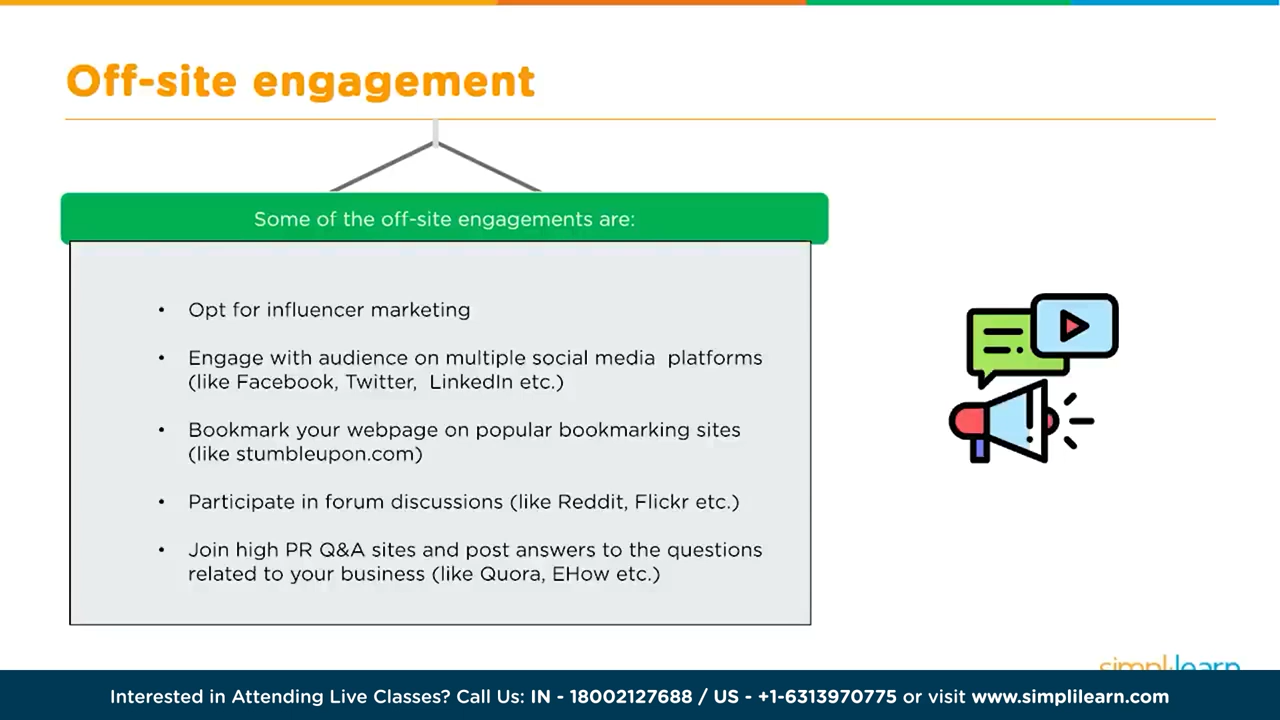 Off-site engagement
Some of the off-site engagements are:
• Opt for influencer marketing
• Engage with audience on multiple social media platforms
(like Facebook, Twitter, LinkedIn etc.)
• Bookmark your webpage on popular bookmarking sites
(like stumbleupon.com)
• Participate in forum discussions (like Reddit, Flickr etc.)
• Join high PR Q&A sites and post answers to the questions
related to your business (like Quora, EHow etc.)
simplilearn
Interested in Attending Live Classes? Call Us: IN - 18002127688 / US - +1-6313970775 or visit www.simplilearn.com